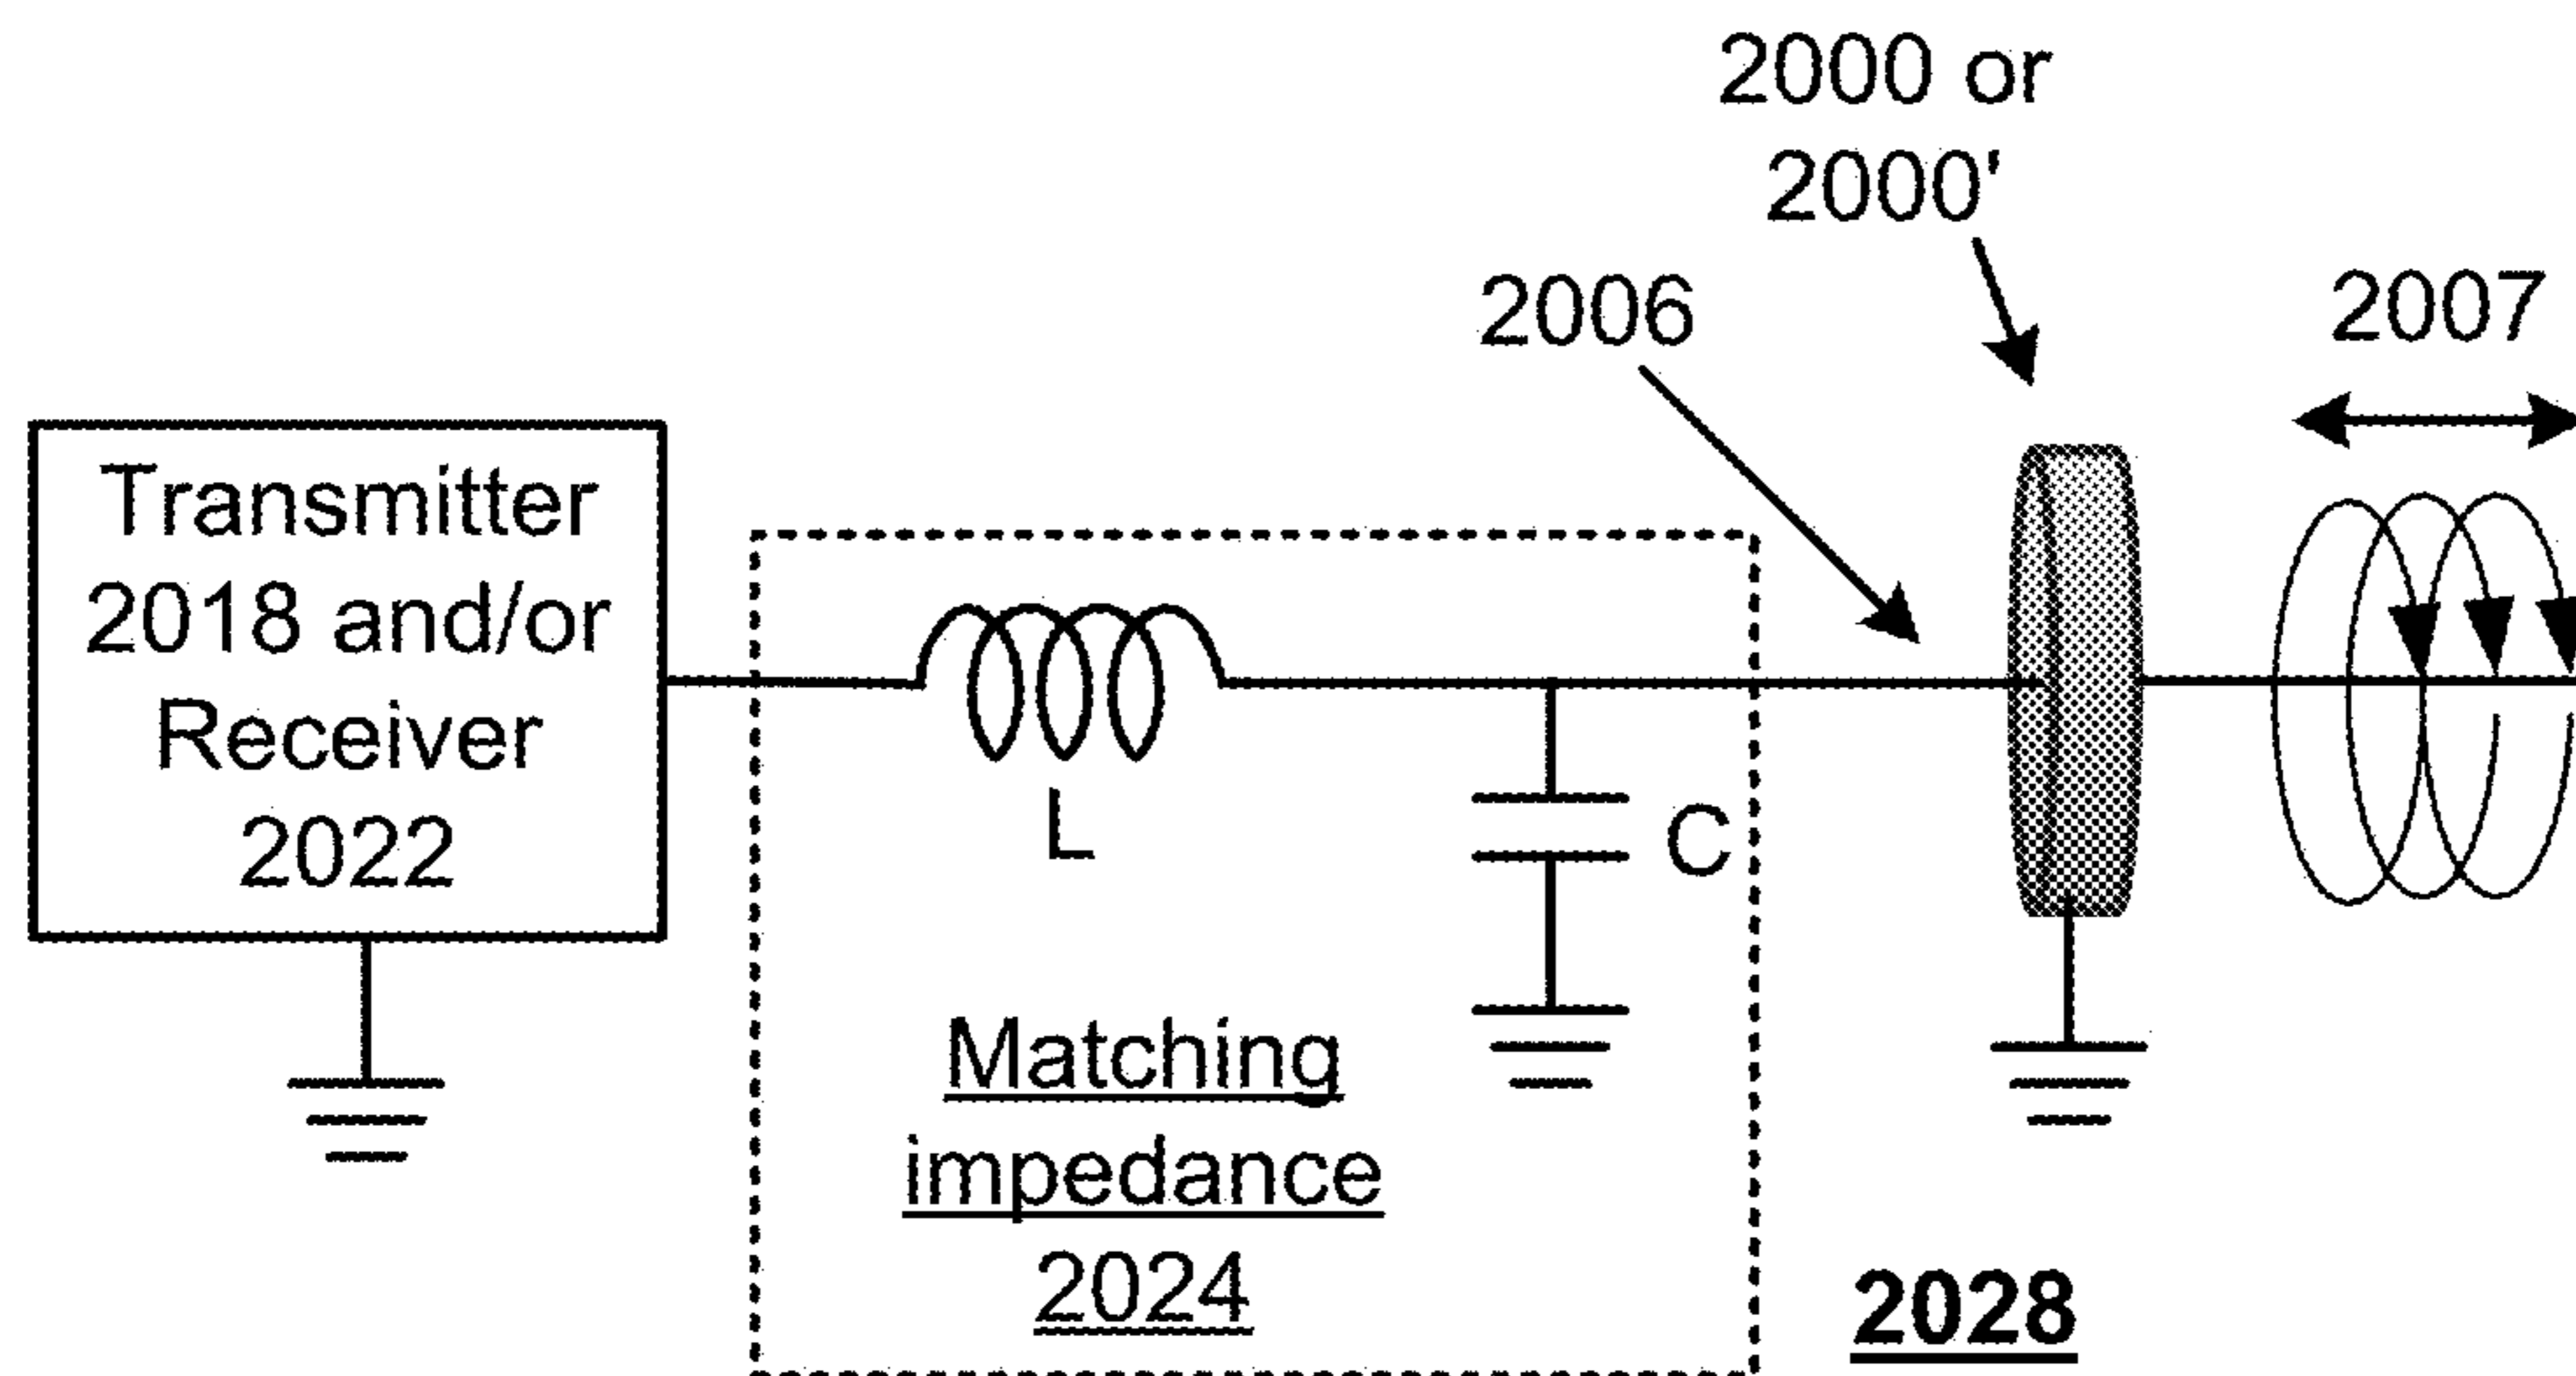 2000 or
2000'
2006
2007
Transmitter
2018 and/or
Receiver
2022
L
C
Matching
impedance
2024
2028